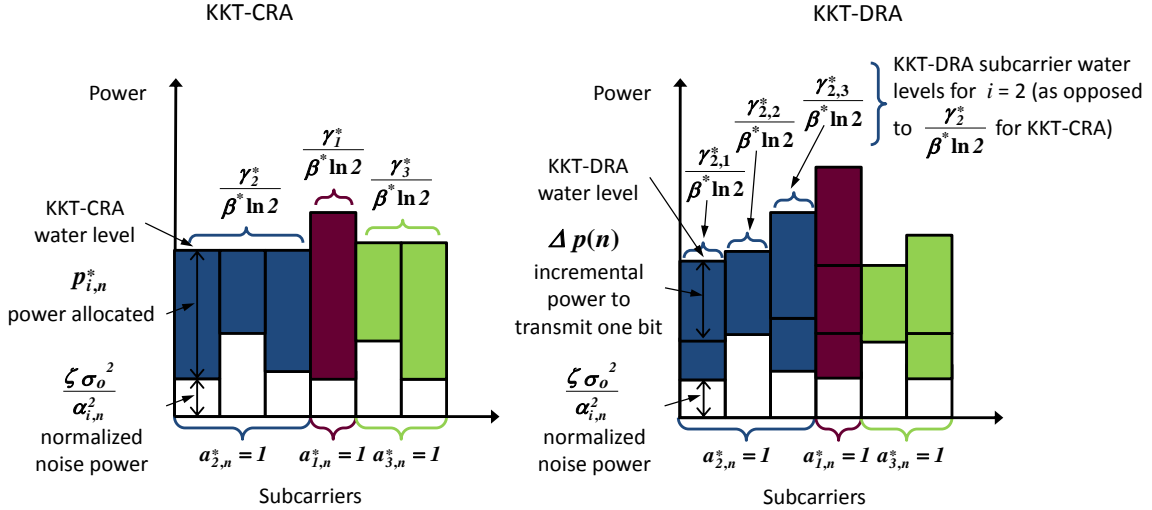 KKT-CRA
Power
γ₁*
β* ln 2
γ₂*
β* ln 2
γ₃*
β* ln 2
KKT-CRA
water level
p*ᵢ,ₙ
power allocated
ζ σₒ²
α²ᵢ,ₙ
normalized
noise power
a*₂,ₙ = 1
a*₁,ₙ = 1
a*₃,ₙ = 1
Subcarriers
KKT-DRA
Power
γ*₂,₃
β* ln 2
γ*₂,₂
β* ln 2
γ*₂,₁
β* ln 2
KKT-DRA subcarrier water
levels for i = 2 (as opposed
to γ₂* / β* ln 2 for KKT-CRA)
KKT-DRA
water level
Δ p(n)
incremental
power to
transmit one bit
ζ σₒ²
α²ᵢ,ₙ
normalized
noise power
a*₂,ₙ = 1
a*₁,ₙ = 1
a*₃,ₙ = 1
Subcarriers